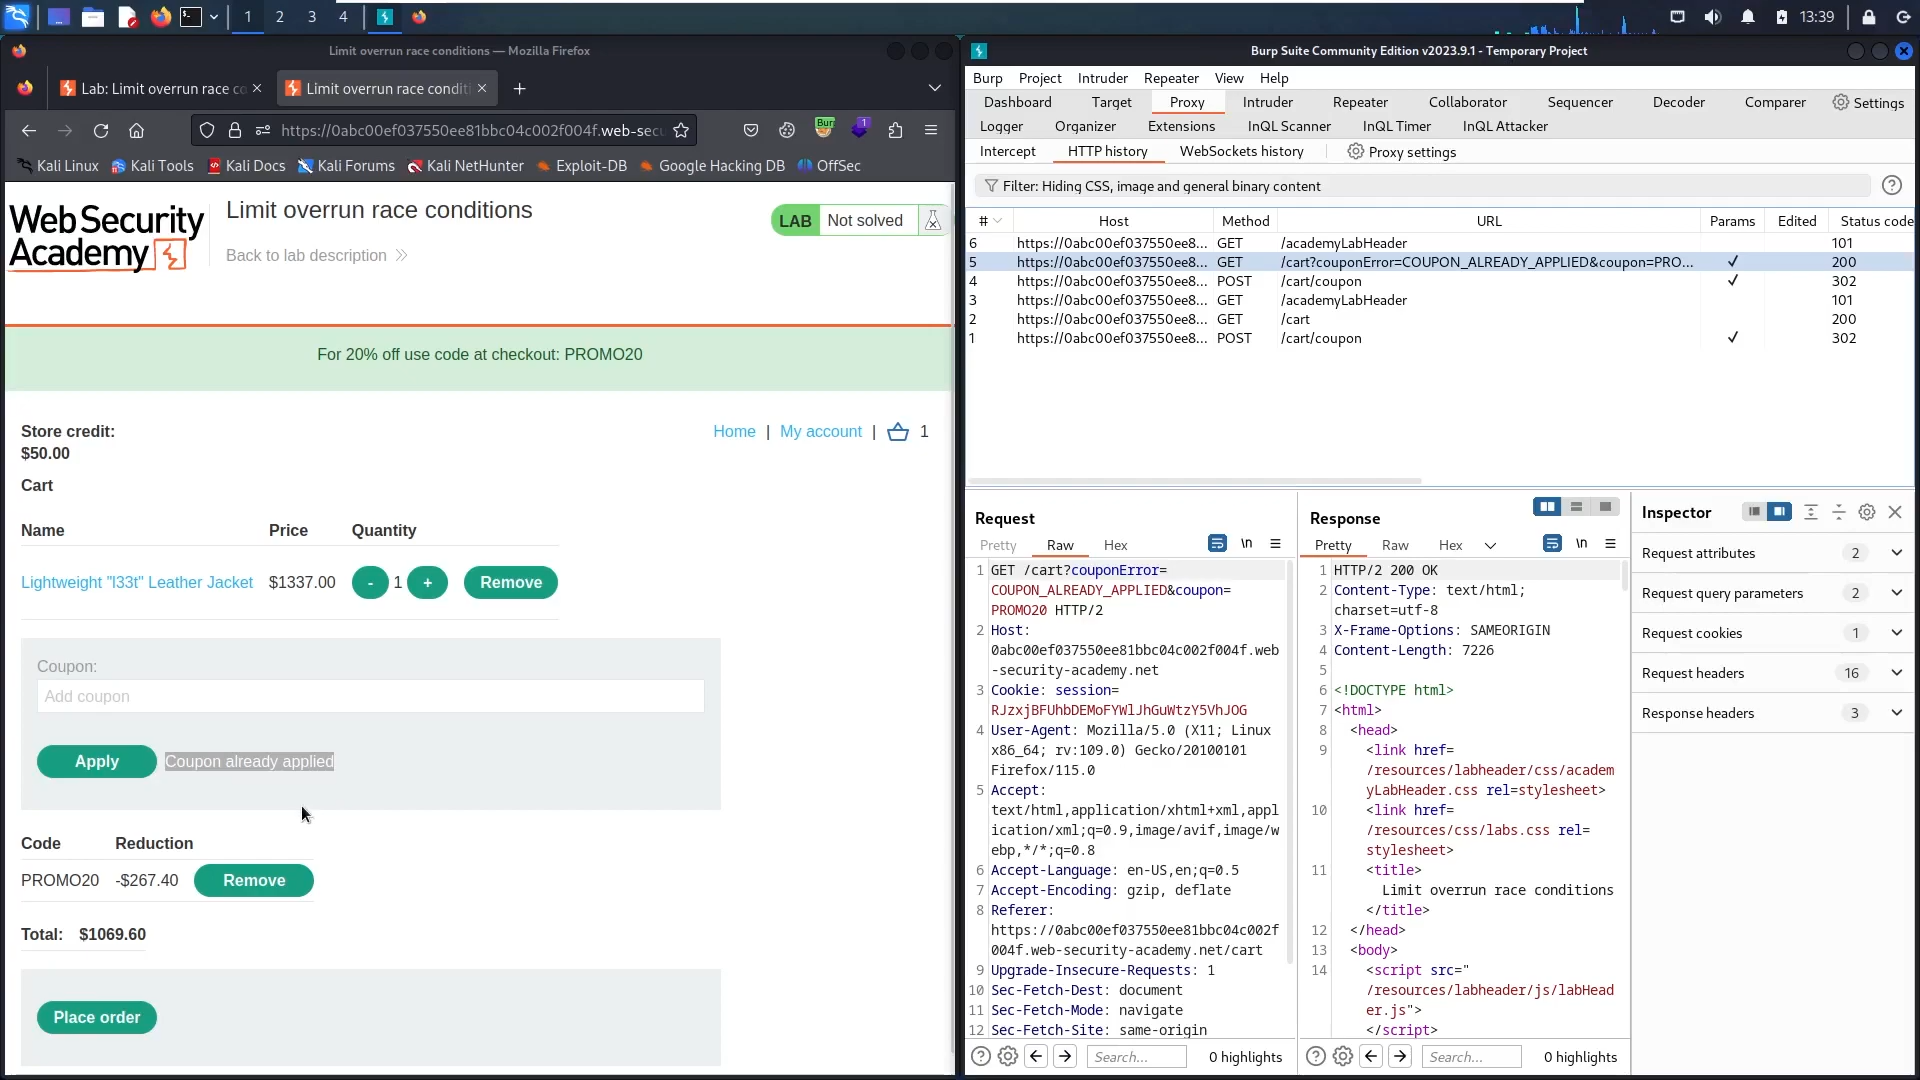 1 2 3 4 13:39
Limit overrun race conditions — Mozilla Firefox
Lab: Limit overrun race co
Limit overrun race conditi
https://0abc00ef037550ee81bbc04c002f004f.web-secu
Kali Linux Kali Tools Kali Docs Kali Forums Kali NetHunter Exploit-DB Google Hacking DB OffSec
Web Security
Academy
Limit overrun race conditions
Back to lab description
LAB Not solved
For 20% off use code at checkout: PROMO20
Store credit:
$50.00
Home | My account | 1
Cart
Name Price Quantity
Lightweight "l33t" Leather Jacket $1337.00 - 1 + Remove
Coupon:
Add coupon
Apply Coupon already applied
Code Reduction
PROMO20 -$267.40 Remove
Total: $1069.60
Place order
Burp Suite Community Edition v2023.9.1 - Temporary Project
Burp Project Intruder Repeater View Help
Dashboard Target Proxy Intruder Repeater Collaborator Sequencer Decoder Comparer Settings
Logger Organizer Extensions InQL Scanner InQL Timer InQL Attacker
Intercept HTTP history WebSockets history Proxy settings
Filter: Hiding CSS, image and general binary content
# Host Method URL Params Edited Status code
6 https://0abc00ef037550ee8... GET /academyLabHeader 101
5 https://0abc00ef037550ee8... GET /cart?couponError=COUPON_ALREADY_APPLIED&coupon=PRO... ✓ 200
4 https://0abc00ef037550ee8... POST /cart/coupon ✓ 302
3 https://0abc00ef037550ee8... GET /academyLabHeader 101
2 https://0abc00ef037550ee8... GET /cart 200
1 https://0abc00ef037550ee8... POST /cart/coupon ✓ 302
Request
Pretty Raw Hex \n
1 GET /cart?couponError=
COUPON_ALREADY_APPLIED&coupon=
PROMO20 HTTP/2
2 Host:
0abc00ef037550ee81bbc04c002f004f.web
-security-academy.net
3 Cookie: session=
RJzxjBFUhbDEMoFYWlJhGuWtzY5VhJOG
4 User-Agent: Mozilla/5.0 (X11; Linux
x86_64; rv:109.0) Gecko/20100101
Firefox/115.0
5 Accept:
text/html,application/xhtml+xml,appl
ication/xml;q=0.9,image/avif,image/w
ebp,*/*;q=0.8
6 Accept-Language: en-US,en;q=0.5
7 Accept-Encoding: gzip, deflate
8 Referer:
https://0abc00ef037550ee81bbc04c002f
004f.web-security-academy.net/cart
9 Upgrade-Insecure-Requests: 1
10 Sec-Fetch-Dest: document
11 Sec-Fetch-Mode: navigate
12 Sec-Fetch-Site: same-origin
Search... 0 highlights
Response
Pretty Raw Hex \n
1 HTTP/2 200 OK
2 Content-Type: text/html;
charset=utf-8
3 X-Frame-Options: SAMEORIGIN
4 Content-Length: 7226
5
6 <!DOCTYPE html>
7 <html>
8 <head>
9 <link href=
/resources/labheader/css/academ
yLabHeader.css rel=stylesheet>
10 <link href=
/resources/css/labs.css rel=
stylesheet>
11 <title>
Limit overrun race conditions
</title>
12 </head>
13 <body>
14 <script src="
/resources/labheader/js/labHead
er.js">
</script>
Search... 0 highlights
Inspector
Request attributes 2
Request query parameters 2
Request cookies 1
Request headers 16
Response headers 3